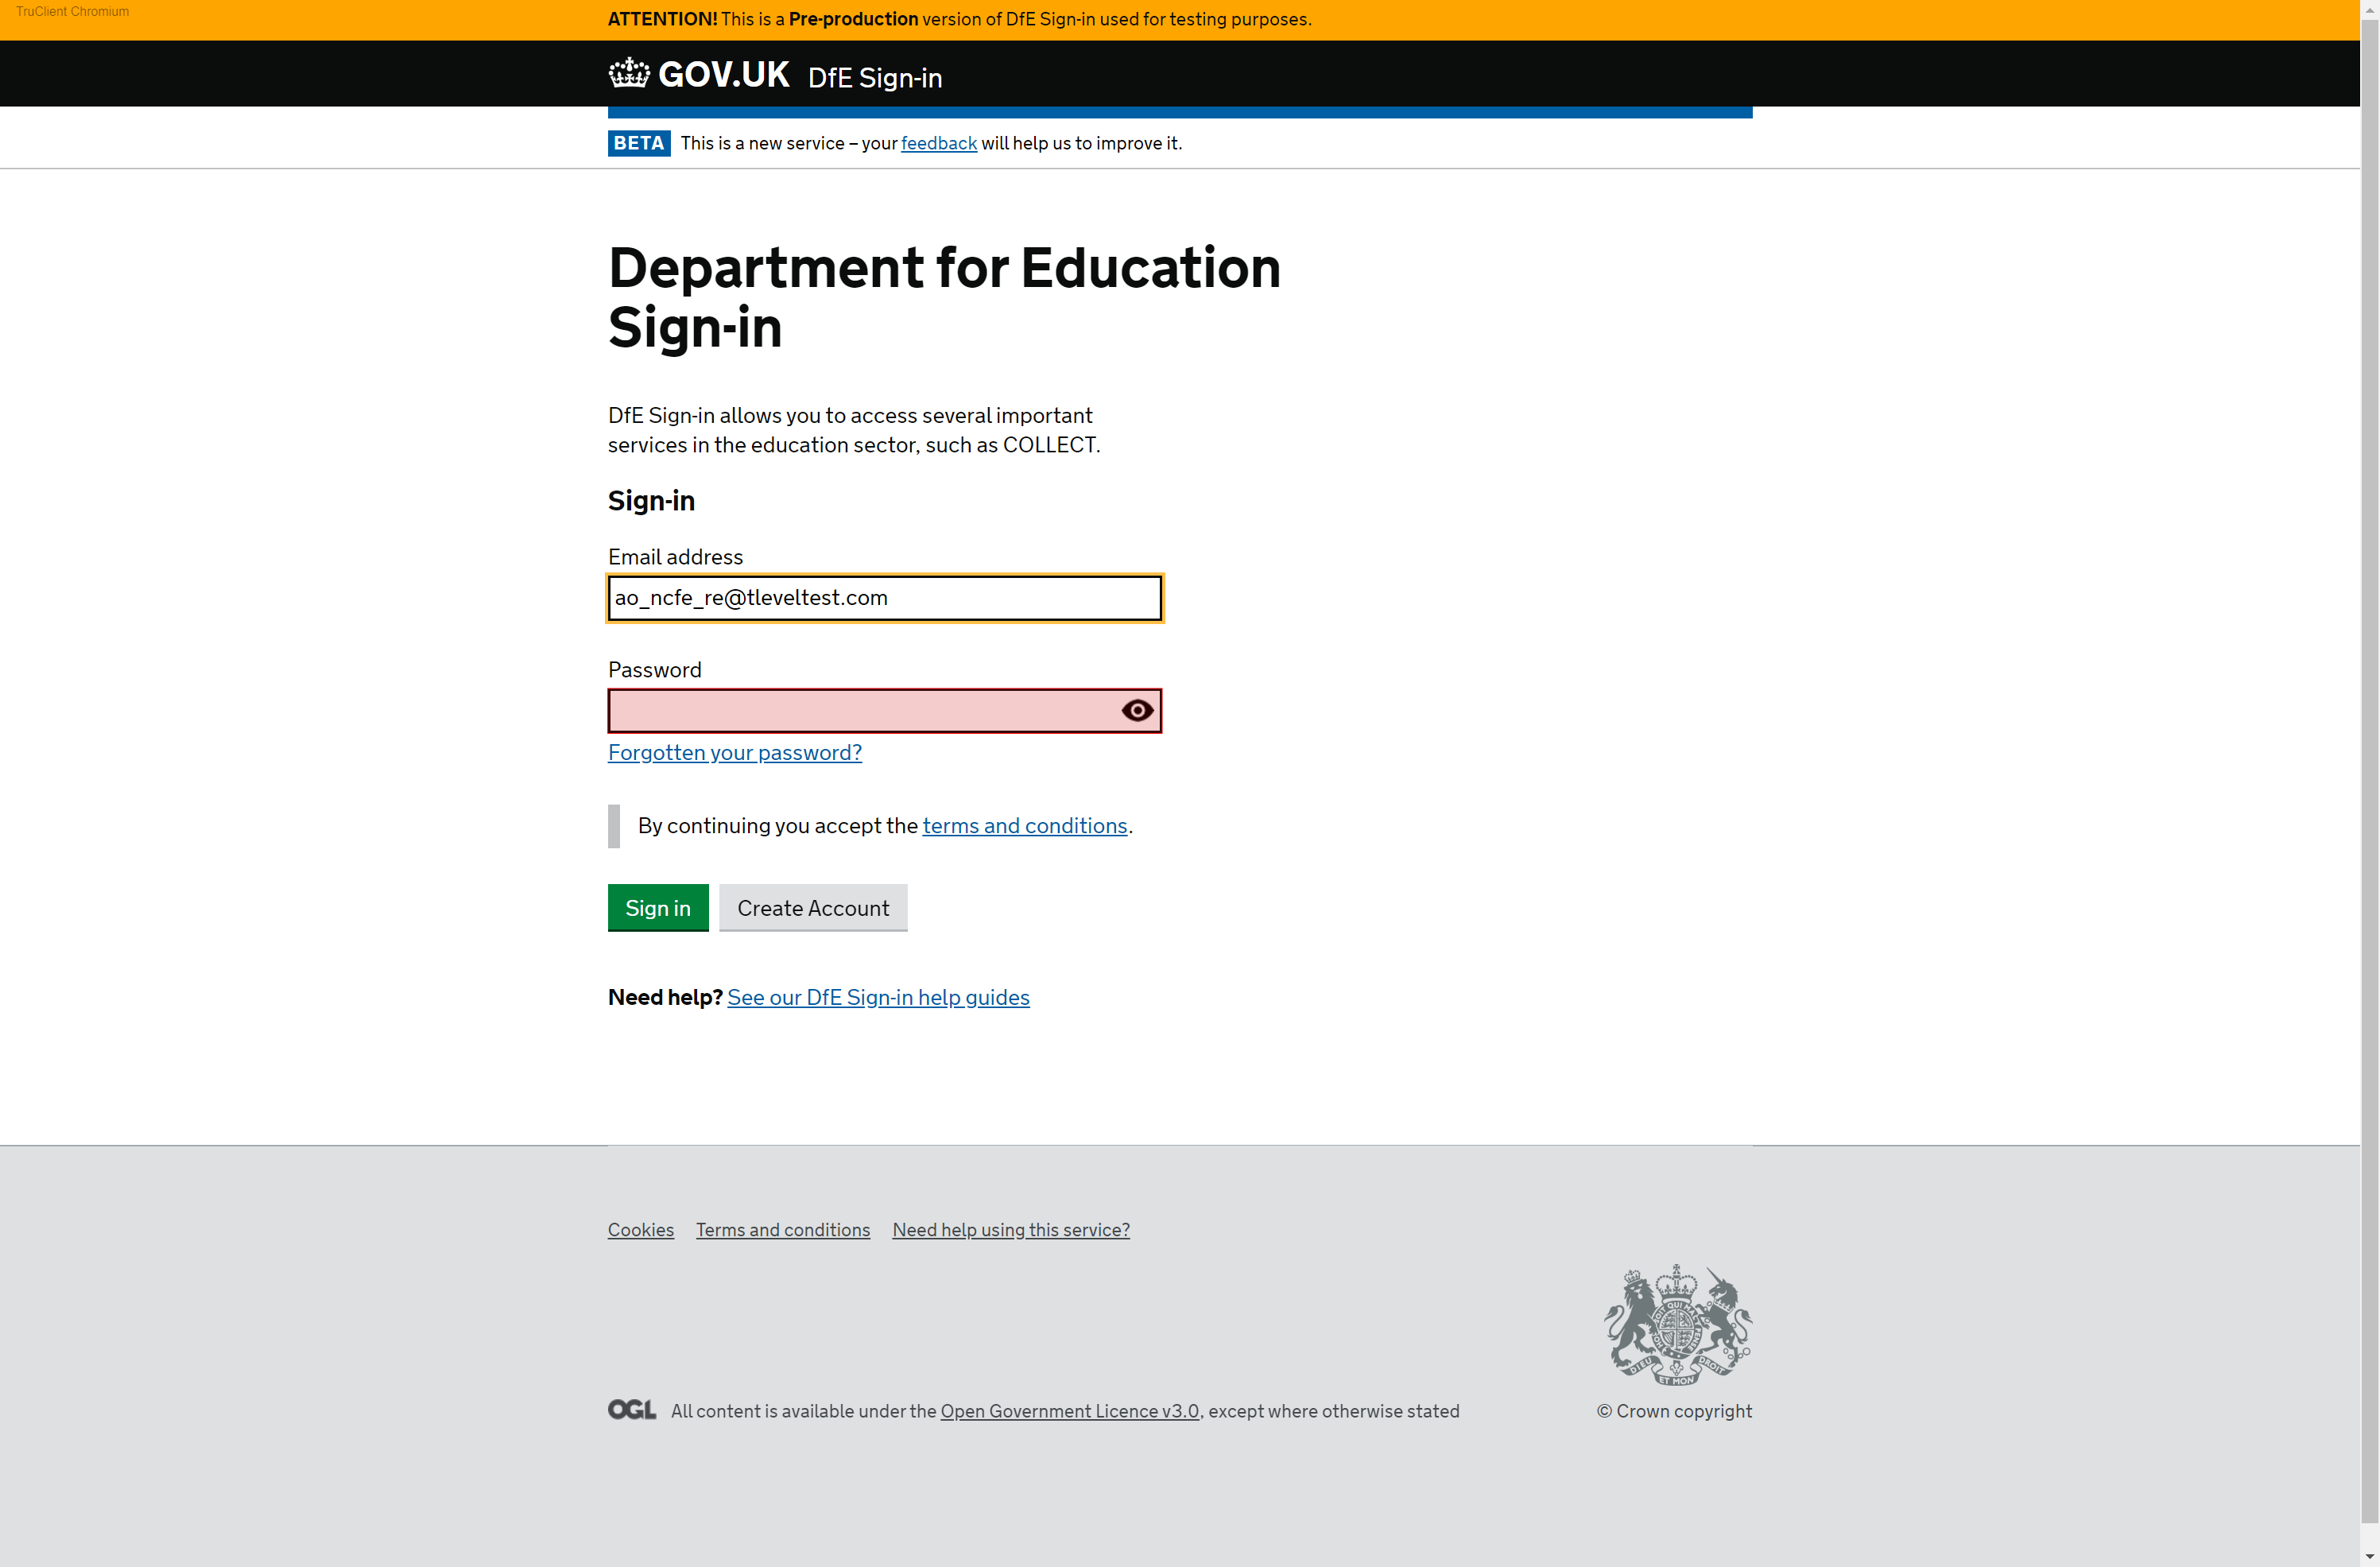 TruClient Chromium
ATTENTION! This is a Pre-production version of DfE Sign-in used for testing purposes.
GOV.UK DfE Sign-in
BETA This is a new service – your feedback will help us to improve it.
Department for Education
Sign-in
DfE Sign-in allows you to access several important
services in the education sector, such as COLLECT.
Sign-in
Email address
ao_ncfe_re@tleveltest.com
Password
Forgotten your password?
By continuing you accept the terms and conditions.
Sign in Create Account
Need help? See our DfE Sign-in help guides
Cookies Terms and conditions Need help using this service?
DIEU ET MON DROIT
OGL All content is available under the Open Government Licence v3.0, except where otherwise stated
© Crown copyright